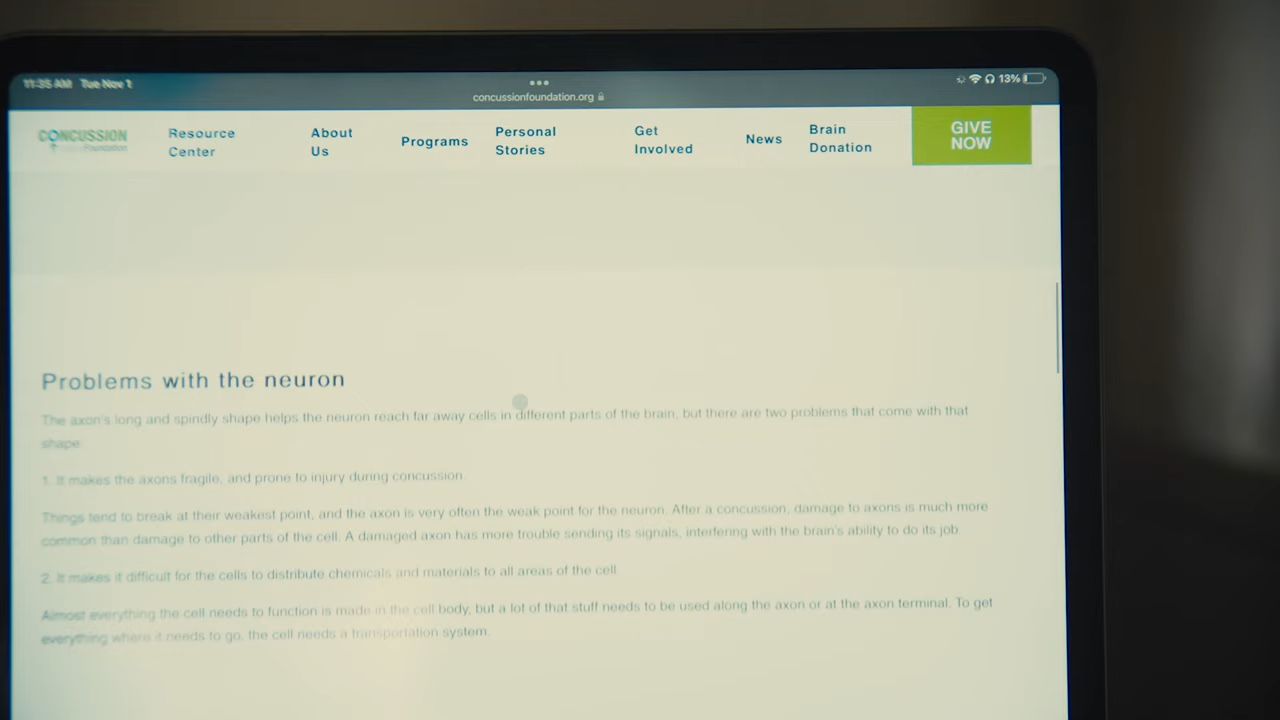 11:35 AM Tue Nov 1
concussionfoundation.org
13%
CONCUSSION
Foundation
Resource
Center
About
Us
Programs
Personal
Stories
Get
Involved
News
Brain
Donation
GIVE
NOW
Problems with the neuron
The axon's long and spindly shape helps the neuron reach far away cells in different parts of the brain, but there are two problems that come with that
shape:
1. It makes the axons fragile, and prone to injury during concussion.
Things tend to break at their weakest point, and the axon is very often the weak point for the neuron. After a concussion, damage to axons is much more
common than damage to other parts of the cell. A damaged axon has more trouble sending its signals, interfering with the brain's ability to do its job.
2. It makes it difficult for the cells to distribute chemicals and materials to all areas of the cell.
Almost everything the cell needs to function is made in the cell body, but a lot of that stuff needs to be used along the axon or at the axon terminal. To get
everything where it needs to go, the cell needs a transportation system.